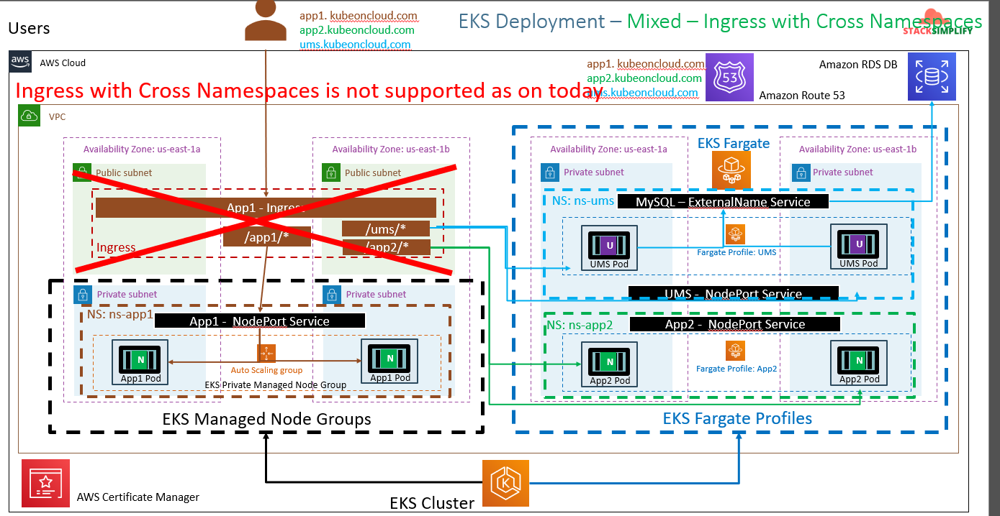 app1. kubeoncloud.com
app2.kubeoncloud.com
ums.kubeoncloud.com
EKS Deployment – Mixed – Ingress with Cross Namespaces
STACKSIMPLIFY
Users
aws
AWS Cloud
app1. kubeoncloud.com
app2.kubeoncloud.com
ums.kubeoncloud.com
53
Amazon Route 53
Amazon RDS DB
Ingress with Cross Namespaces is not supported as on today
VPC
Availability Zone: us-east-1a
Availability Zone: us-east-1b
Public subnet
Public subnet
App1 - Ingress
/app1/*
/ums/*
/app2/*
Ingress
Private subnet
Private subnet
NS: ns-app1
App1 - NodePort Service
N
App1 Pod
N
App1 Pod
Auto Scaling group
EKS Private Managed Node Group
EKS Managed Node Groups
Availability Zone: us-east-1a
EKS Fargate
Availability Zone: us-east-1b
Private subnet
Private subnet
NS: ns-ums
MySQL – ExternalName Service
U
UMS Pod
Fargate Profile: UMS
U
UMS Pod
UMS - NodePort Service
NS: ns-app2
App2 - NodePort Service
N
App2 Pod
Fargate Profile: App2
N
App2 Pod
EKS Fargate Profiles
AWS Certificate Manager
EKS Cluster
K